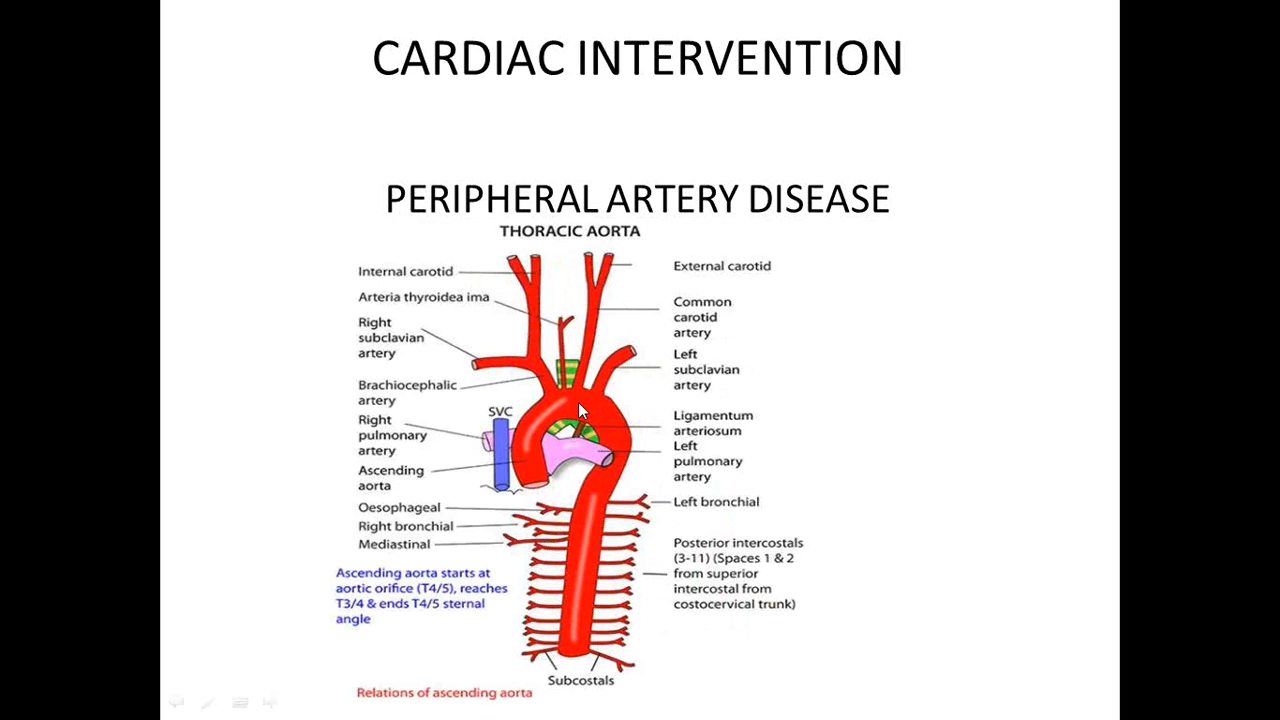 CARDIAC INTERVENTION
PERIPHERAL ARTERY DISEASE
THORACIC AORTA
Internal carotid
Arteria thyroidea ima
Right
subclavian
artery
Brachiocephalic
artery
SVC
Right
pulmonary
artery
Ascending
aorta
Oesophageal
Right bronchial
Mediastinal
External carotid
Common
carotid
artery
Left
subclavian
artery
Ligamentum
arteriosum
Left
pulmonary
artery
Left bronchial
Posterior intercostals
(3-11) (Spaces 1 & 2
from superior
intercostal from
costocervical trunk)
Ascending aorta starts at
aortic orifice (T4/5), reaches
T3/4 & ends T4/5 sternal
angle
Subcostals
Relations of ascending aorta